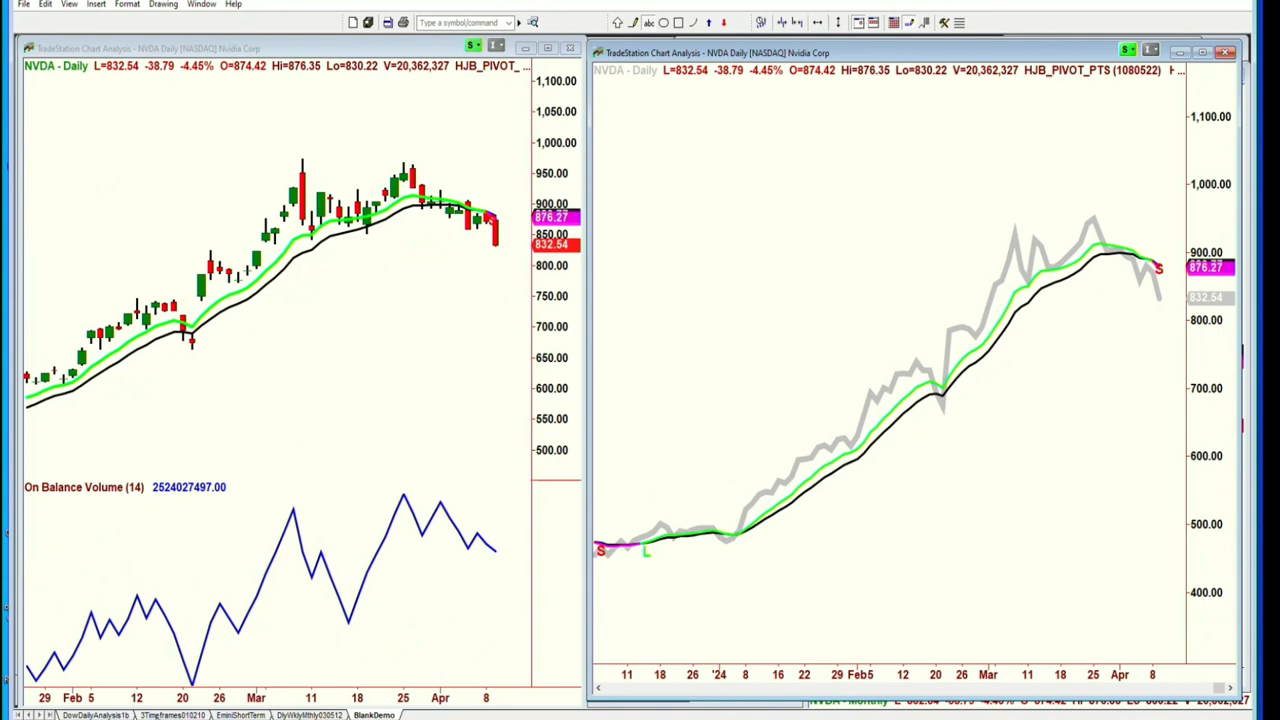 File Edit View Insert Format Drawing Window Help
Type a symbol/command
abc
TradeStation Chart Analysis - NVDA Daily [NASDAQ] Nvidia Corp
S I
NVDA - Daily L=832.54 -38.79 -4.45% O=874.42 Hi=876.35 Lo=830.22 V=20,362,327 HJB_PIVOT_ ...
1,100.00
1,050.00
1,000.00
950.00
900.00
876.27
850.00
832.54
800.00
750.00
700.00
650.00
600.00
550.00
500.00
S
On Balance Volume (14) 2524027497.00
29 Feb 5 12 20 26 Mar 11 18 25 Apr 8
TradeStation Chart Analysis - NVDA Daily [NASDAQ] Nvidia Corp
S I
NVDA - Daily L=832.54 -38.79 -4.45% O=874.42 Hi=876.35 Lo=830.22 V=20,362,327 HJB_PIVOT_PTS (1080522) ...
1,100.00
1,000.00
900.00
876.27
832.54
800.00
700.00
600.00
500.00
400.00
S
S
L
11 18 26 '24 8 16 22 Feb5 12 20 26 Mar 11 18 25 Apr 8
DowDailyAnalysis1b 3Timeframes010210 EminiShortTerm DlyWklyMthly030512 BlankDemo